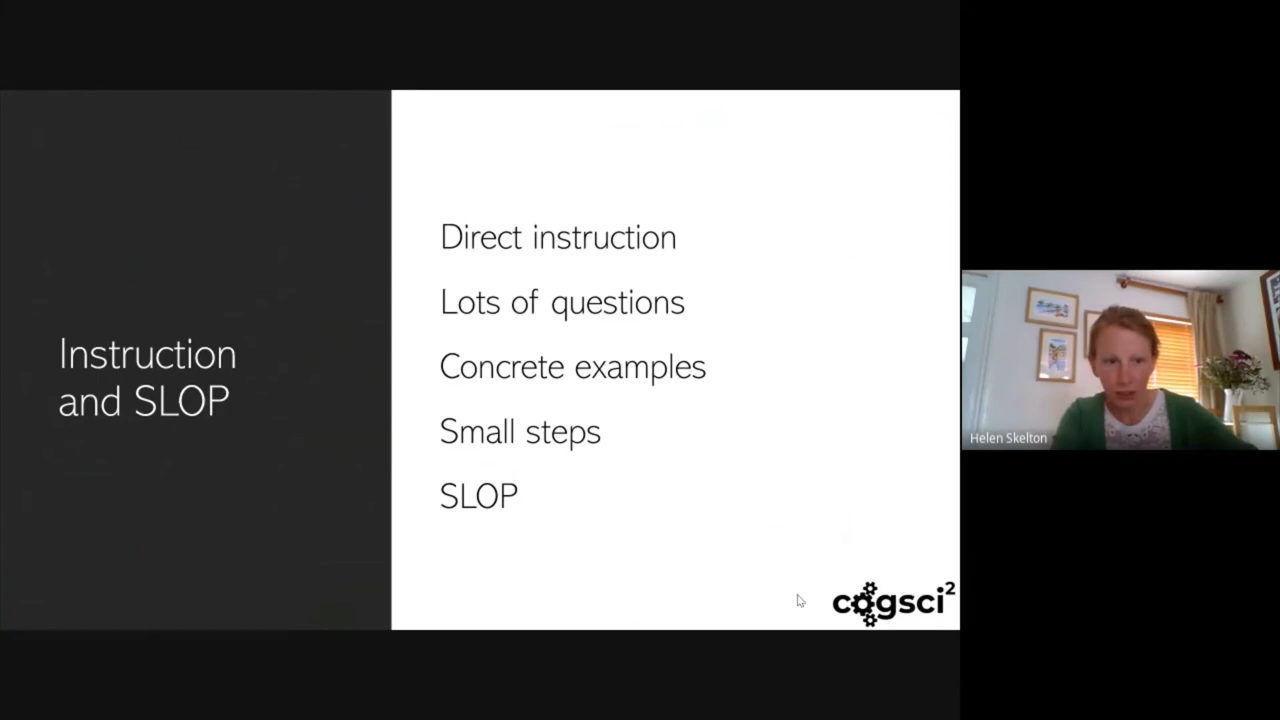 Instruction
and SLOP
Direct instruction
Lots of questions
Concrete examples
Small steps
SLOP
cogsci²
Helen Skelton